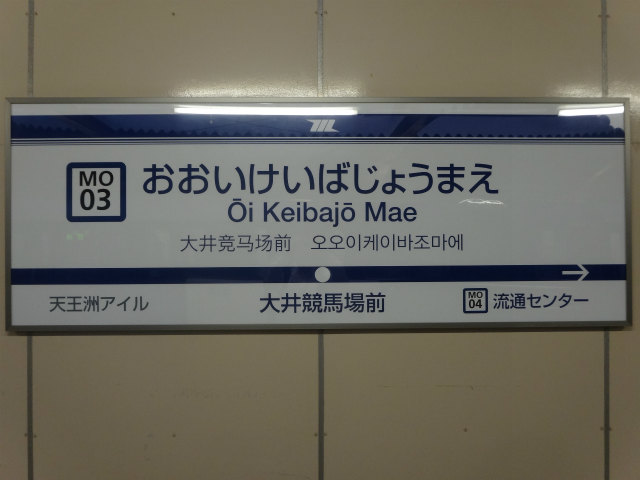 MO
03
おおいけいばじょうまえ
Ōi Keibajō Mae
大井竞马场前 오오이케이바조마에
天王洲アイル
大井競馬場前
MO
04
流通センター